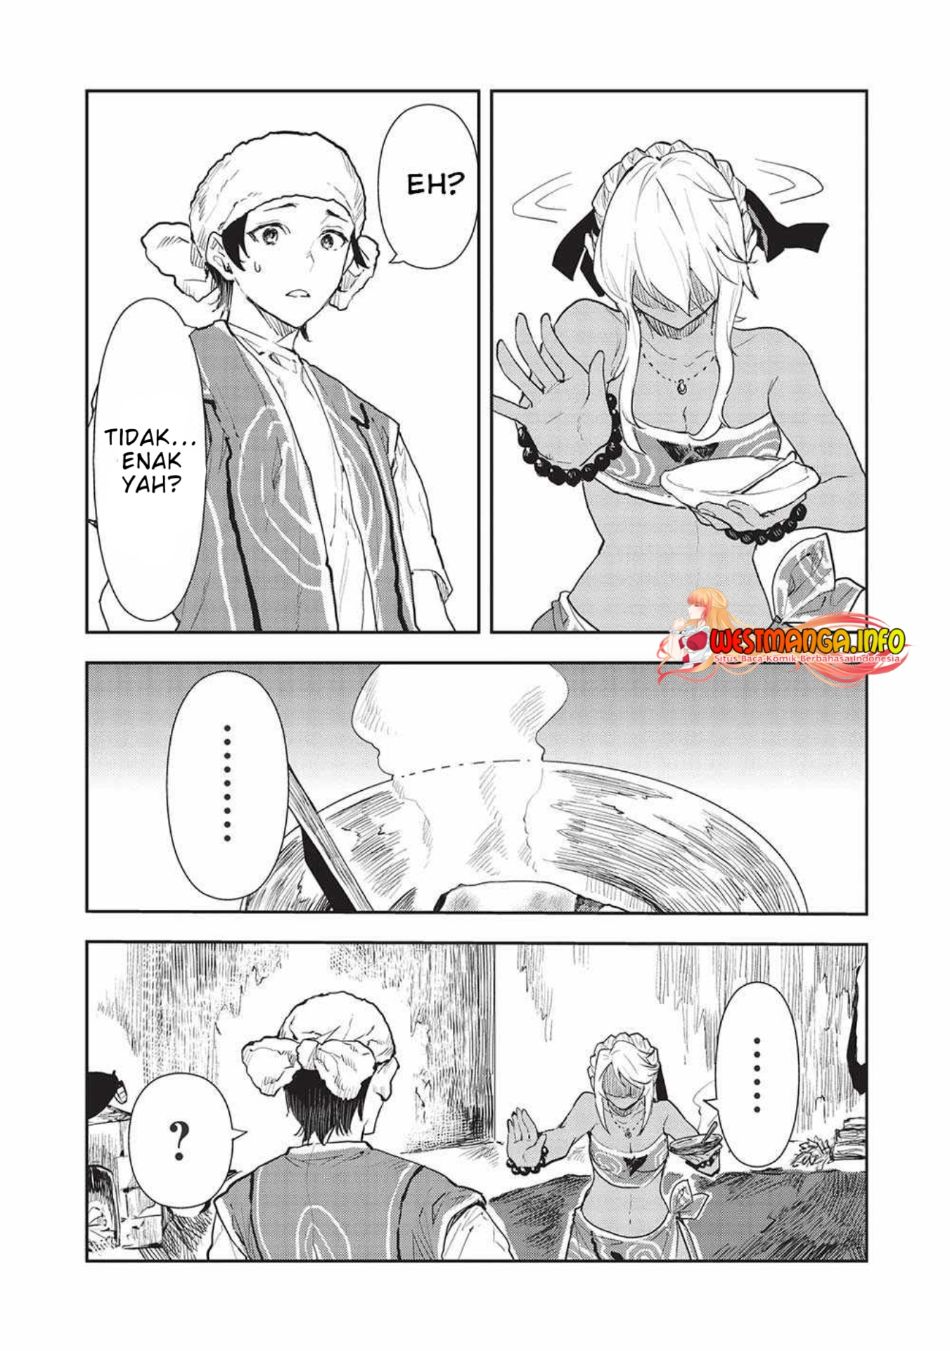 EH?
TIDAK...
ENAK
YAH?
WESTMANGA.INFO
Situs Baca Komik Berbahasa Indonesia
.........
......
?